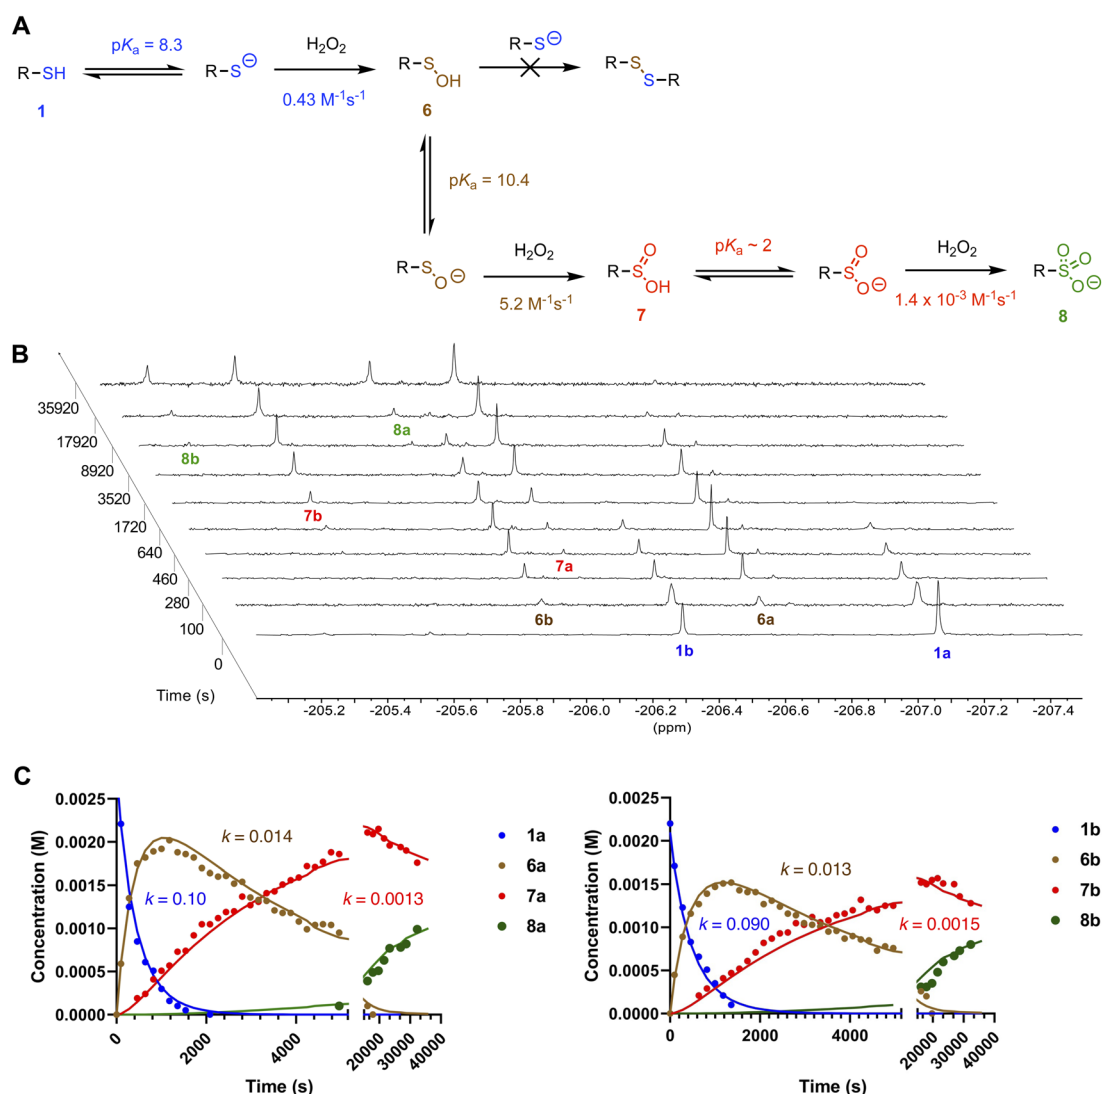 A
pKa = 8.3
H2O2
R–S⊖
R–SH
R–S⊖
R–S
OH
R
S
S–R
1
0.43 M-1s-1
6
pKa = 10.4
R–S
O⊖
H2O2
5.2 M-1s-1
O
R–S
OH
7
pKa ~ 2
O
R–S
O⊖
H2O2
1.4 x 10-3 M-1s-1
O
O
R–S
O⊖
8
B
35920
17920
8920
3520
1720
640
460
280
100
0
Time (s)
8a
8b
7b
7a
6b
6a
1b
1a
-205.2 -205.4 -205.6 -205.8 -206.0 -206.2 -206.4 -206.6 -206.8 -207.0 -207.2 -207.4
(ppm)
C
Concentration (M)
0.0025
0.0020
0.0015
0.0010
0.0005
0.0000
k = 0.014
k = 0.10
k = 0.0013
1a
6a
7a
8a
0 2000 4000 20000 30000 40000
Time (s)
Concentration (M)
0.0025
0.0020
0.0015
0.0010
0.0005
0.0000
k = 0.013
k = 0.090
k = 0.0015
1b
6b
7b
8b
0 2000 4000 20000 30000 40000
Time (s)